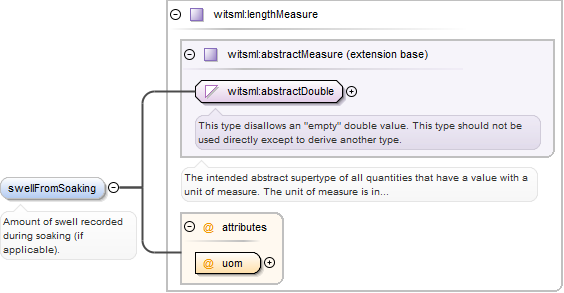 witsml:lengthMeasure
witsml:abstractMeasure (extension base)
witsml:abstractDouble
This type disallows an "empty" double value. This type should not be
used directly except to derive another type.
The intended abstract supertype of all quantities that have a value with a
unit of measure. The unit of measure is in...
swellFromSoaking
Amount of swell recorded
during soaking (if
applicable).
@ attributes
@ uom